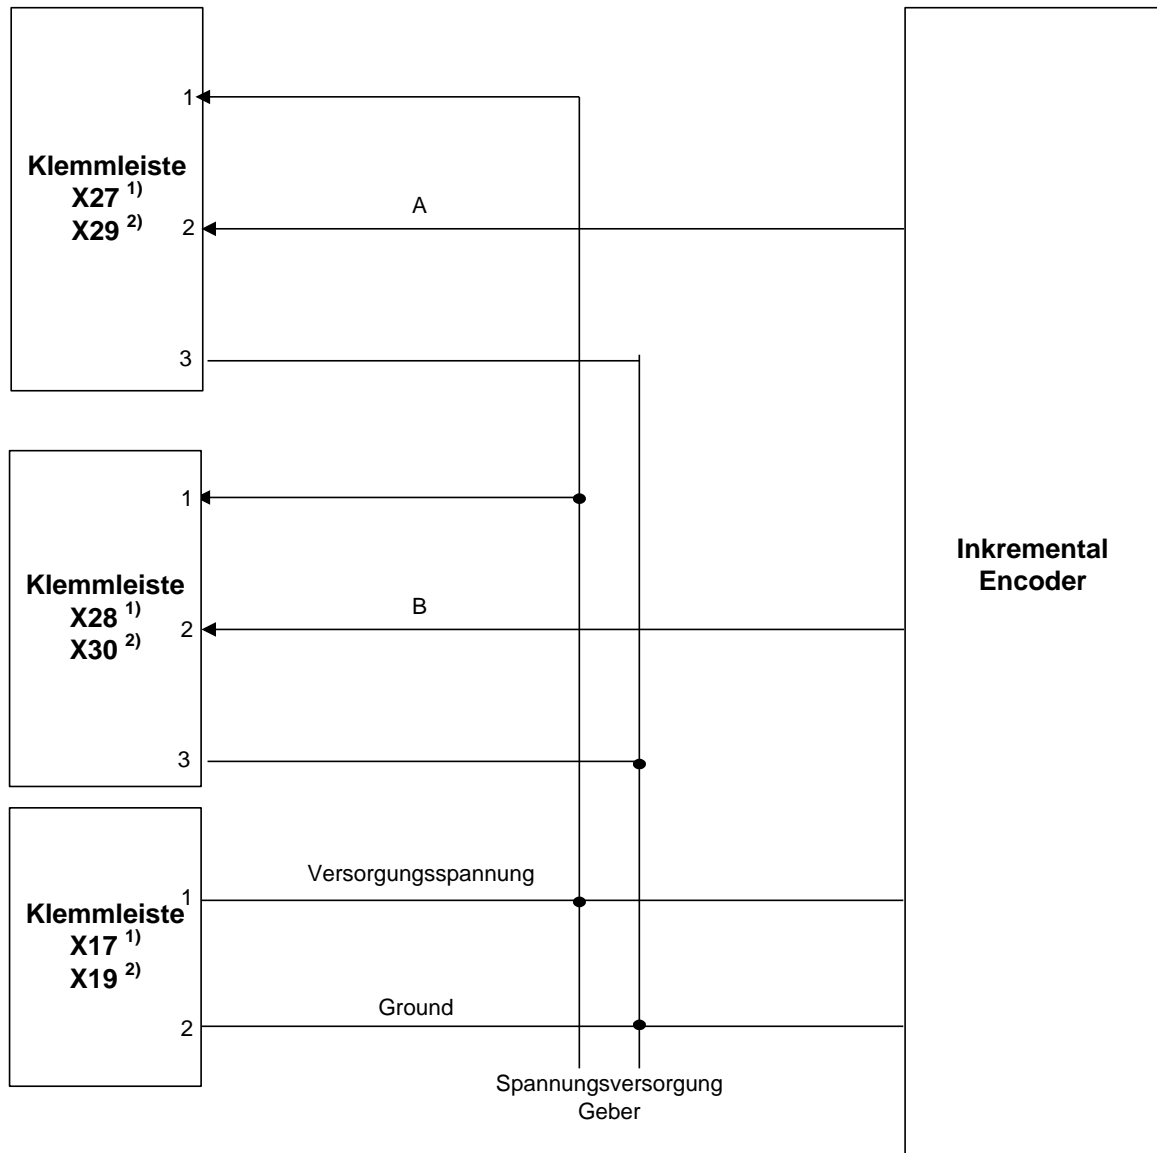 1
Klemmleiste
X27 1)
X29 2)
2
A
3
1
Klemmleiste
X28 1)
X30 2)
2
B
3
Inkremental
Encoder
Versorgungsspannung
1
Klemmleiste
X17 1)
X19 2)
Ground
2
Spannungsversorgung
Geber